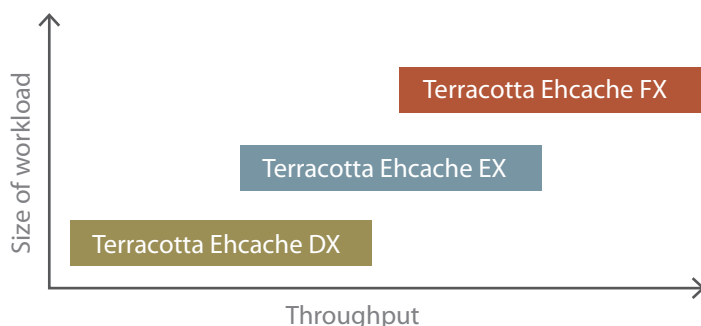 Size of workload
Terracotta Ehcache FX
Terracotta Ehcache EX
Terracotta Ehcache DX
Throughput